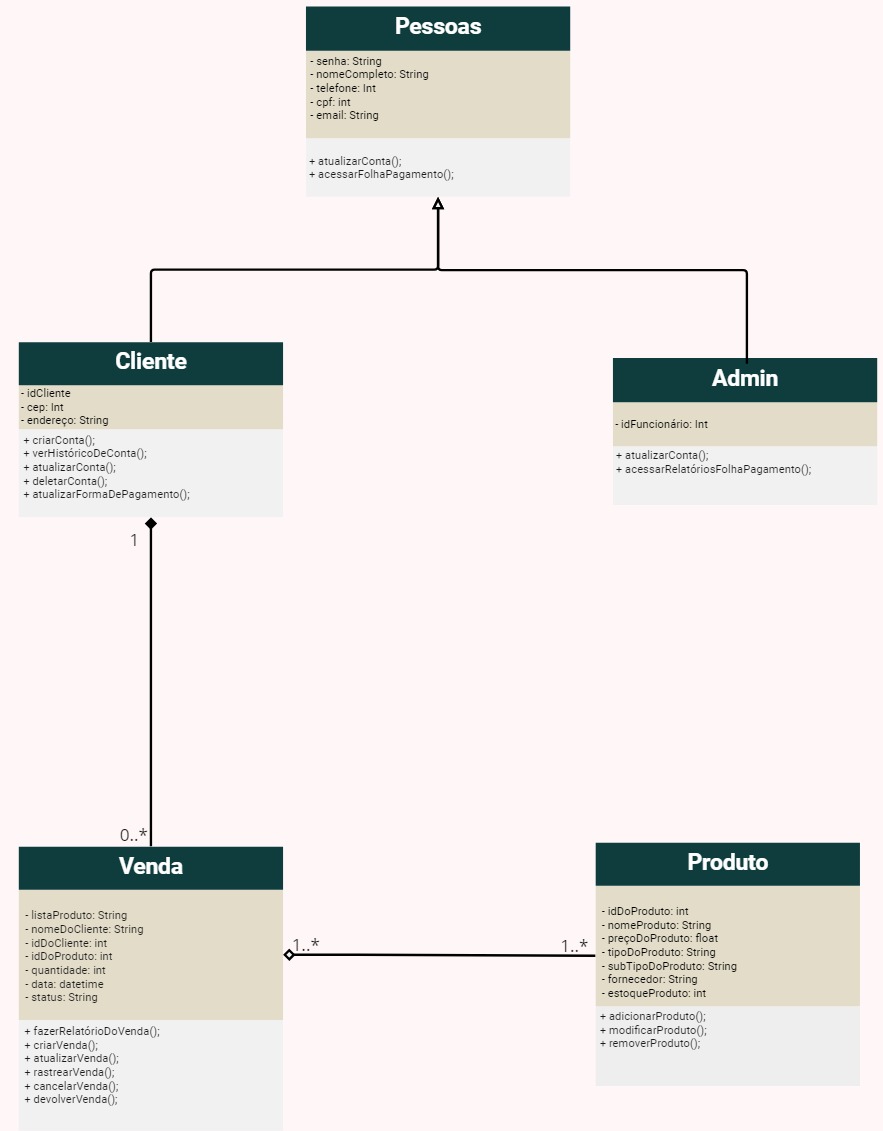 Pessoas
- senha: String
- nomeCompleto: String
- telefone: Int
- cpf: int
- email: String
+ atualizarConta();
+ acessarFolhaPagamento();
Cliente
- idCliente
- cep: Int
- endereço: String
+ criarConta();
+ verHistóricoDeConta();
+ atualizarConta();
+ deletarConta();
+ atualizarFormaDePagamento();
Admin
- idFuncionário: Int
+ atualizarConta();
+ acessarRelatóriosFolhaPagamento();
1
0..*
Venda
- listaProduto: String
- nomeDoCliente: String
- idDoCliente: int
- idDoProduto: int
- quantidade: int
- data: datetime
- status: String
+ fazerRelatórioDoVenda();
+ criarVenda();
+ atualizarVenda();
+ rastrearVenda();
+ cancelarVenda();
+ devolverVenda();
1..*
1..*
Produto
- idDoProduto: int
- nomeProduto: String
- preçoDoProduto: float
- tipoDoProduto: String
- subTipoDoProduto: String
- fornecedor: String
- estoqueProduto: int
+ adicionarProduto();
+ modificarProduto();
+ removerProduto();